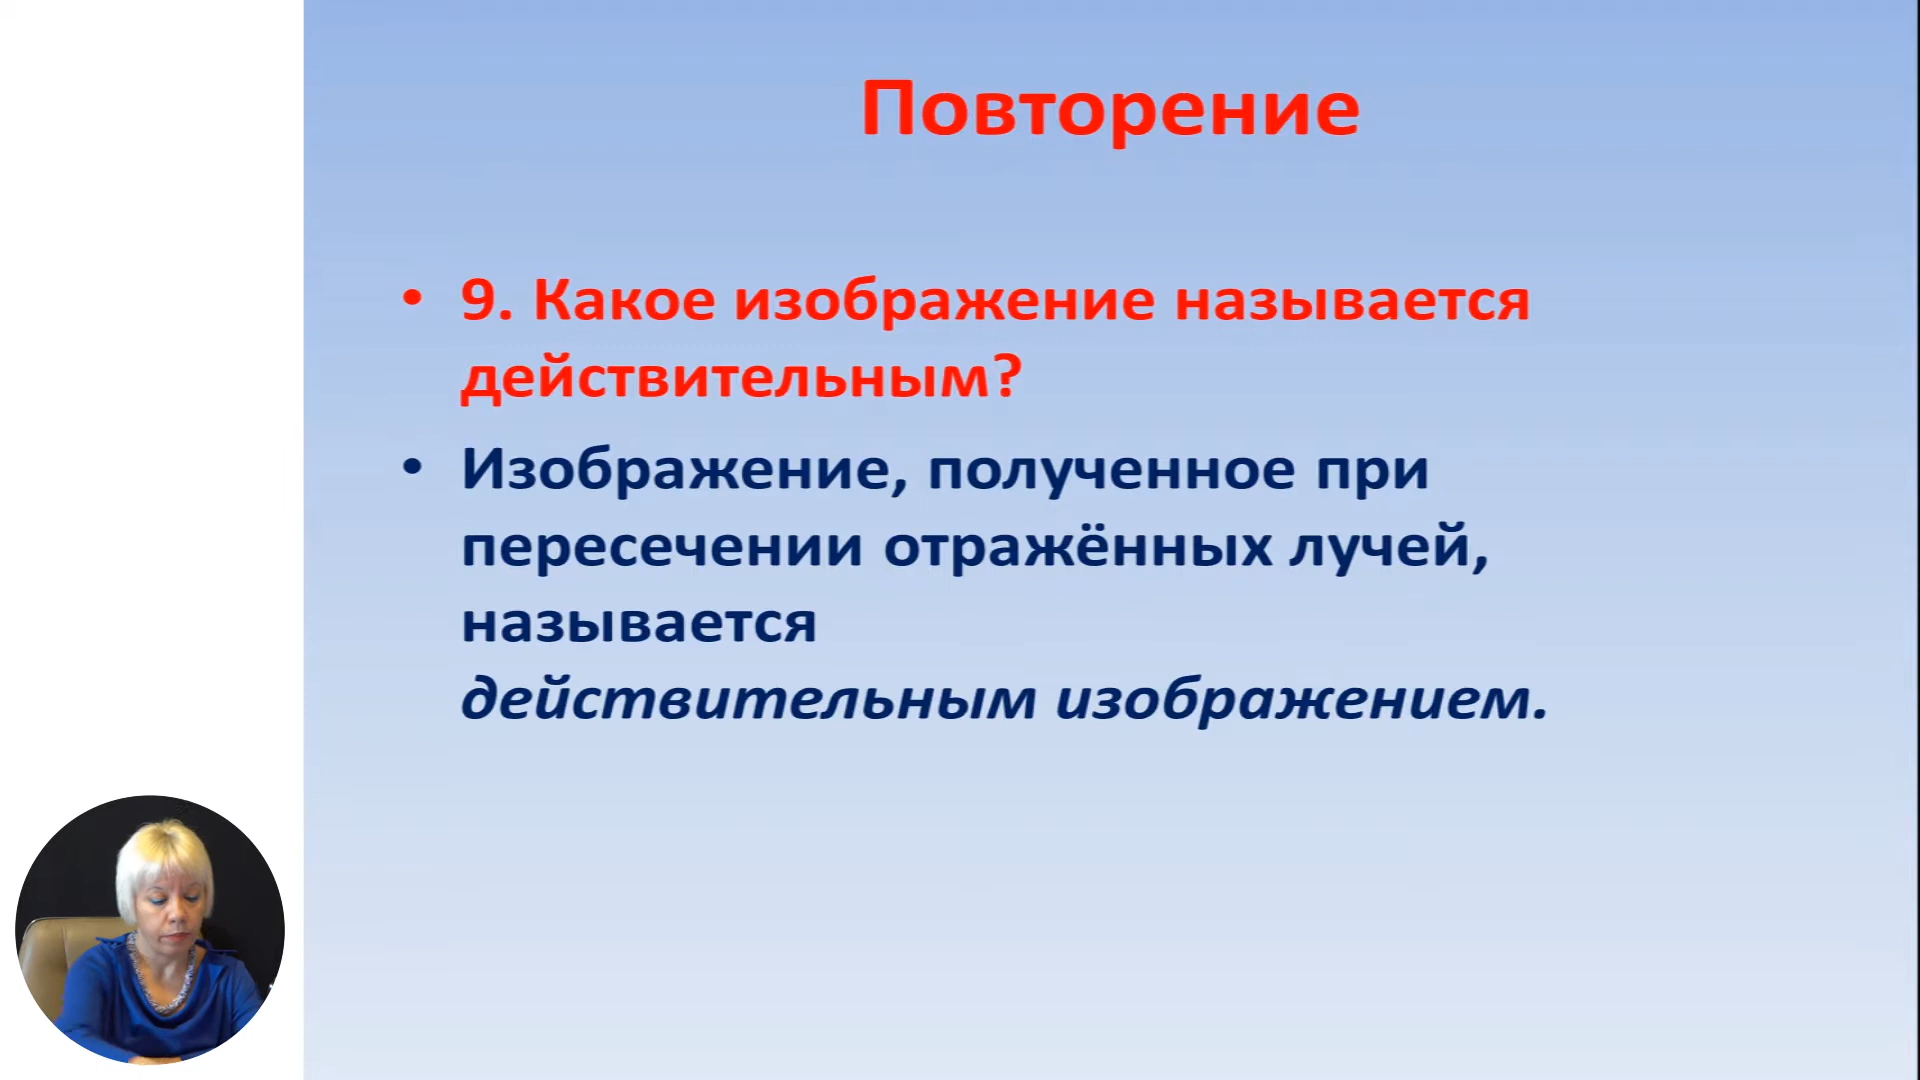 Повторение
• 9. Какое изображение называется
действительным?
• Изображение, полученное при
пересечении отражённых лучей,
называется
действительным изображением.